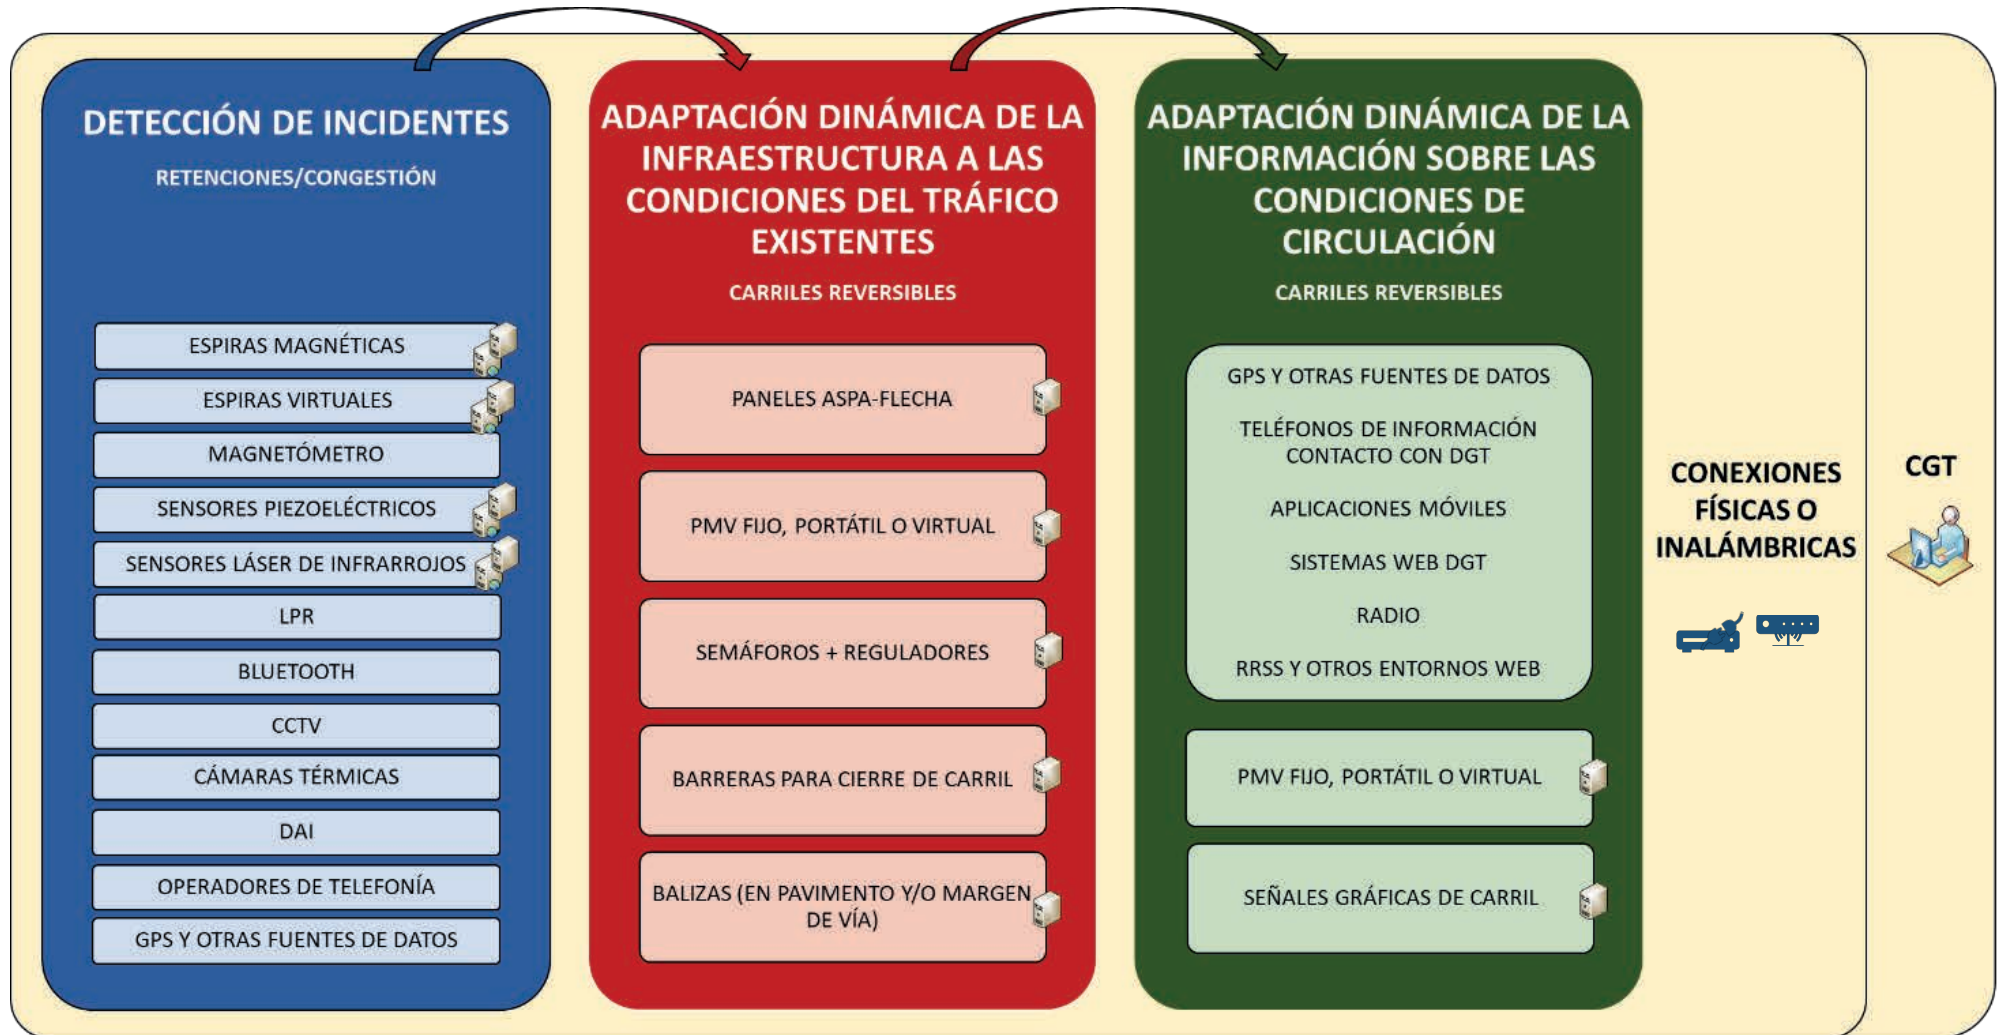 DETECCIÓN DE INCIDENTES
RETENCIONES/CONGESTIÓN
ESPIRAS MAGNÉTICAS
ESPIRAS VIRTUALES
MAGNETÓMETRO
SENSORES PIEZOELÉCTRICOS
SENSORES LÁSER DE INFRARROJOS
LPR
BLUETOOTH
CCTV
CÁMARAS TÉRMICAS
DAI
OPERADORES DE TELEFONÍA
GPS Y OTRAS FUENTES DE DATOS
ADAPTACIÓN DINÁMICA DE LA
INFRAESTRUCTURA A LAS
CONDICIONES DEL TRÁFICO
EXISTENTES
CARRILES REVERSIBLES
PANELES ASPA-FLECHA
PMV FIJO, PORTÁTIL O VIRTUAL
SEMÁFOROS + REGULADORES
BARRERAS PARA CIERRE DE CARRIL
BALIZAS (EN PAVIMENTO Y/O MARGEN
DE VÍA)
ADAPTACIÓN DINÁMICA DE LA
INFORMACIÓN SOBRE LAS
CONDICIONES DE
CIRCULACIÓN
CARRILES REVERSIBLES
GPS Y OTRAS FUENTES DE DATOS
TELÉFONOS DE INFORMACIÓN
CONTACTO CON DGT
APLICACIONES MÓVILES
SISTEMAS WEB DGT
RADIO
RRSS Y OTROS ENTORNOS WEB
PMV FIJO, PORTÁTIL O VIRTUAL
SEÑALES GRÁFICAS DE CARRIL
CONEXIONES
FÍSICAS O
INALÁMBRICAS
CGT